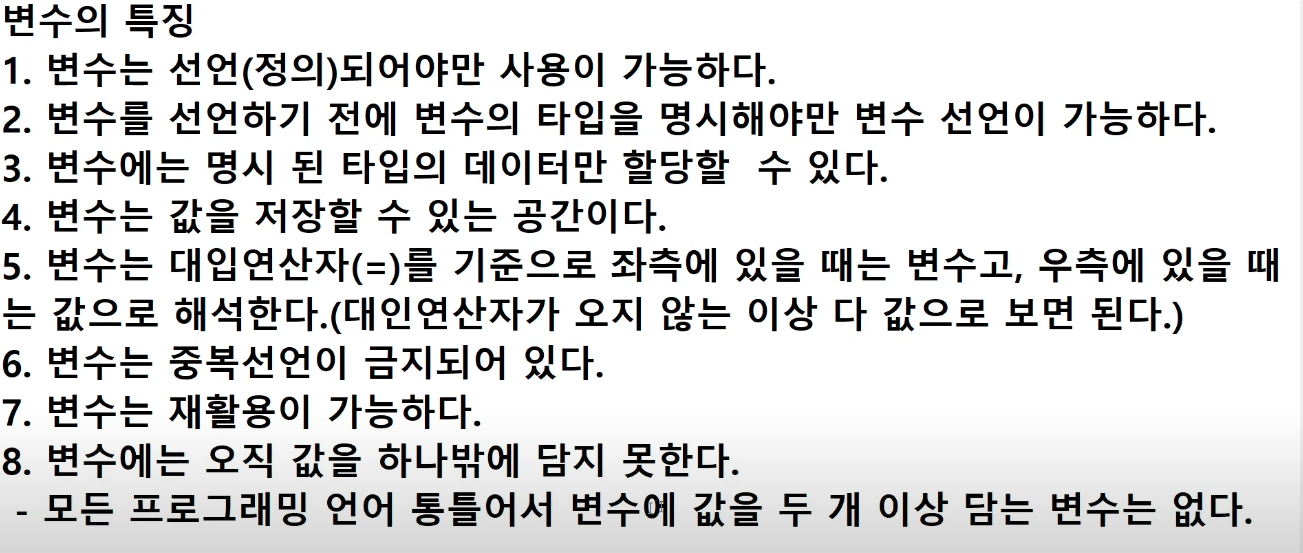 변수의 특징
1. 변수는 선언(정의)되어야만 사용이 가능하다.
2. 변수를 선언하기 전에 변수의 타입을 명시해야만 변수 선언이 가능하다.
3. 변수에는 명시 된 타입의 데이터만 할당할  수 있다.
4. 변수는 값을 저장할 수 있는 공간이다.
5. 변수는 대입연산자(=)를 기준으로 좌측에 있을 때는 변수고, 우측에 있을 때
는 값으로 해석한다.(대인연산자가 오지 않는 이상 다 값으로 보면 된다.)
6. 변수는 중복선언이 금지되어 있다.
7. 변수는 재활용이 가능하다.
8. 변수에는 오직 값을 하나밖에 담지 못한다.
- 모든 프로그래밍 언어 통틀어서 변수에 값을 두 개 이상 담는 변수는 없다.